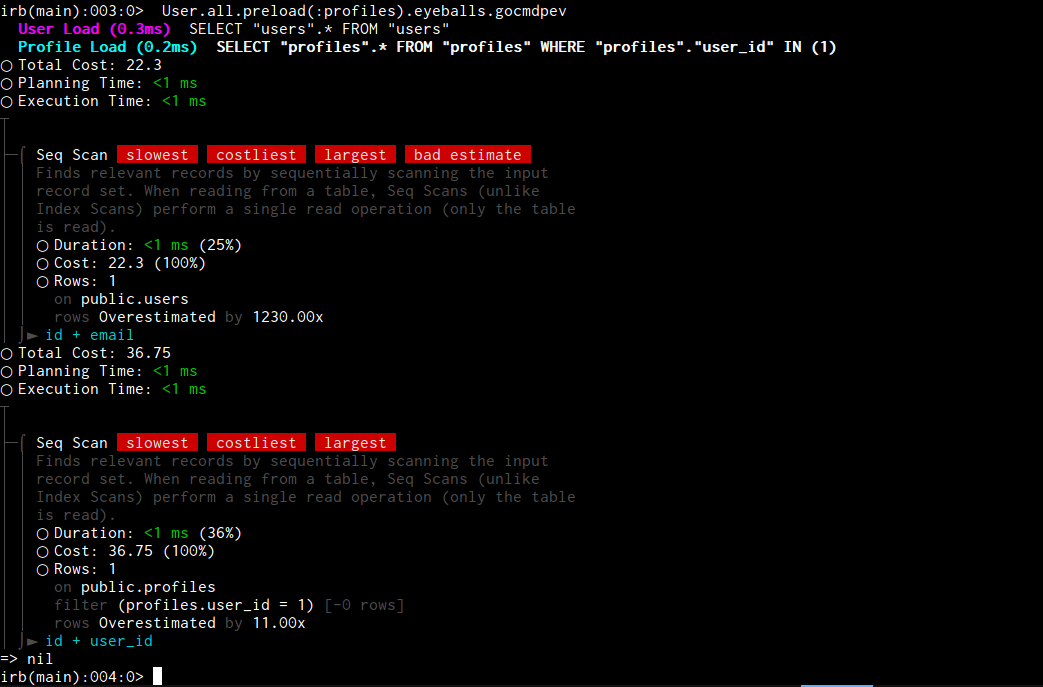 irb(main):003:0>  User.all.preload(:profiles).eyeballs.gocmdpev
User Load (0.3ms)  SELECT "users".* FROM "users"
Profile Load (0.2ms)  SELECT "profiles".* FROM "profiles" WHERE "profiles"."user_id" IN (1)
○ Total Cost: 22.3
○ Planning Time: <1 ms
○ Execution Time: <1 ms
Seq Scan  slowest  costliest  largest  bad estimate
Finds relevant records by sequentially scanning the input
record set. When reading from a table, Seq Scans (unlike
Index Scans) perform a single read operation (only the table
is read).
○ Duration: <1 ms (25%)
○ Cost: 22.3 (100%)
○ Rows: 1
on public.users
rows Overestimated by 1230.00x
► id + email
○ Total Cost: 36.75
○ Planning Time: <1 ms
○ Execution Time: <1 ms
Seq Scan  slowest  costliest  largest
Finds relevant records by sequentially scanning the input
record set. When reading from a table, Seq Scans (unlike
Index Scans) perform a single read operation (only the table
is read).
○ Duration: <1 ms (36%)
○ Cost: 36.75 (100%)
○ Rows: 1
on public.profiles
filter (profiles.user_id = 1) [-0 rows]
rows Overestimated by 11.00x
► id + user_id
=> nil
irb(main):004:0>